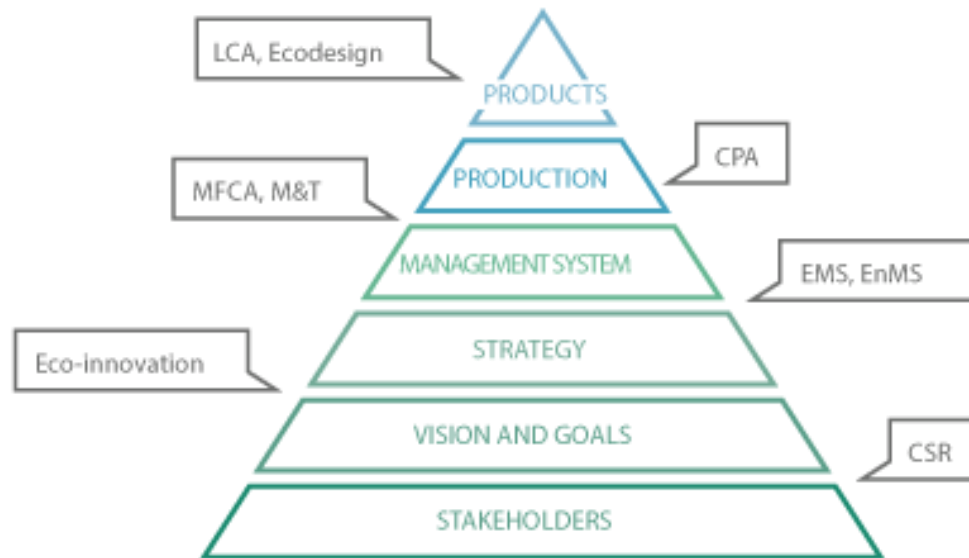 LCA, Ecodesign
PRODUCTS
PRODUCTION
CPA
MFCA, M&T
MANAGEMENT SYSTEM
EMS, EnMS
STRATEGY
Eco-innovation
VISION AND GOALS
CSR
STAKEHOLDERS